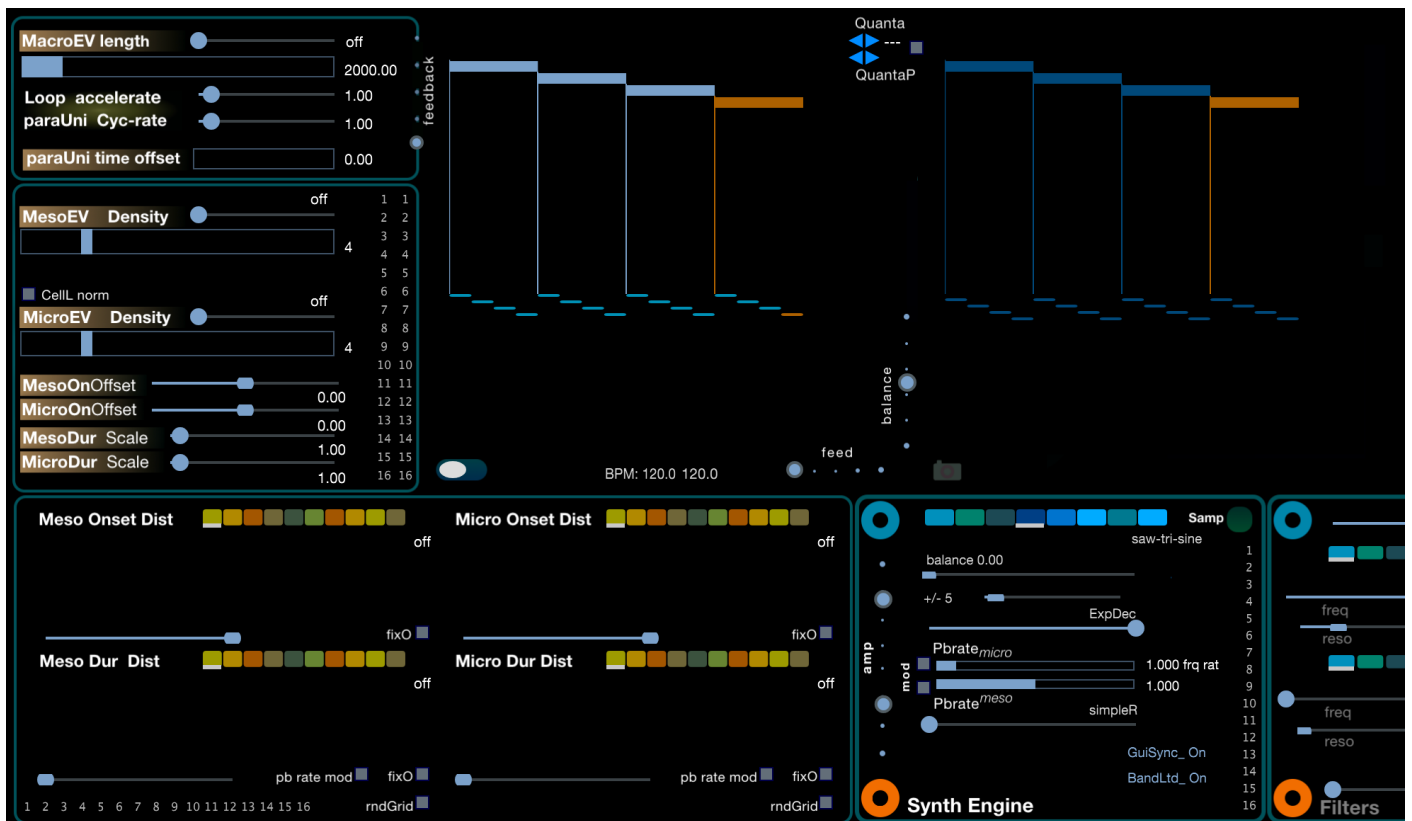 MacroEV length off
2000.00
Loop accelerate 1.00
paraUni Cyc-rate 1.00
paraUni time offset 0.00
feedback
Quanta
---
QuantaP
off
MesoEV Density
4
CellL norm
off
MicroEV Density
4
MesoOnOffset
0.00
MicroOnOffset
0.00
MesoDur Scale
1.00
MicroDur Scale
1.00
1 1
2 2
3 3
4 4
5 5
6 6
7 7
8 8
9 9
10 10
11 11
12 12
13 13
14 14
15 15
16 16
balance
feed
BPM: 120.0 120.0
Meso Onset Dist
off
fixO
Meso Dur Dist
off
pb rate mod fixO
1 2 3 4 5 6 7 8 9 10 11 12 13 14 15 16
rndGrid
Micro Onset Dist
off
fixO
Micro Dur Dist
off
pb rate mod fixO
rndGrid
Samp
saw-tri-sine
balance 0.00
+/- 5
ExpDec
amp
mod
Pbrate micro
1.000 frq rat
1.000
Pbrate meso
simpleR
GuiSync_ On
BandLtd_ On
Synth Engine
1
2
3
4
5
6
7
8
9
10
11
12
13
14
15
16
freq
reso
freq
reso
Filters